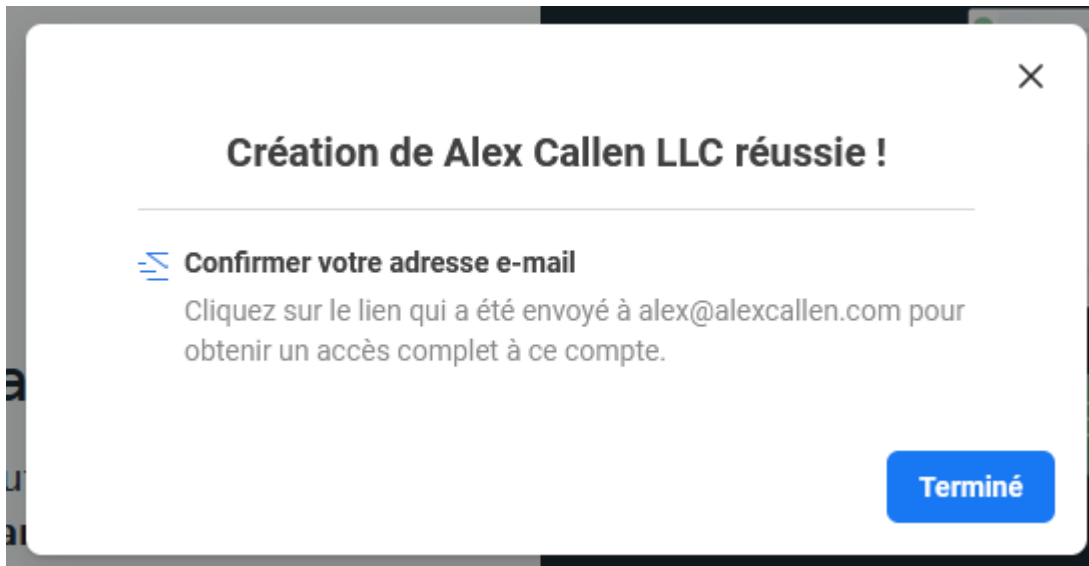 Création de Alex Callen LLC réussie !
Confirmer votre adresse e-mail
Cliquez sur le lien qui a été envoyé à alex@alexcallen.com pour
obtenir un accès complet à ce compte.
Terminé